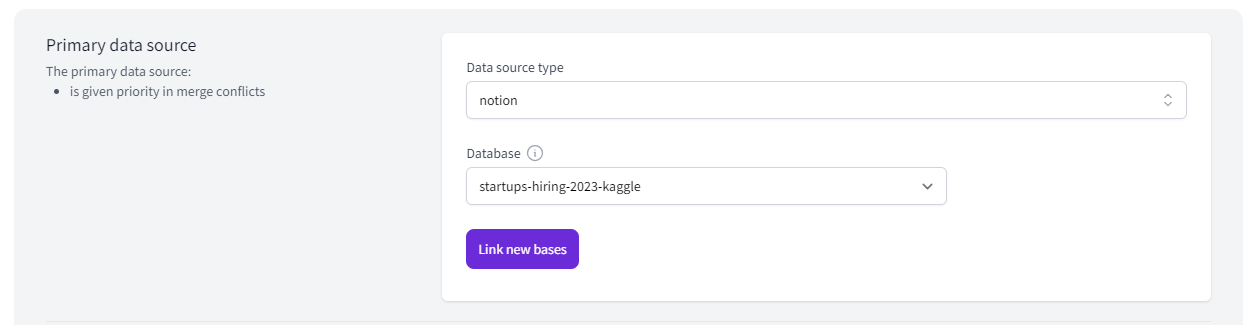 Primary data source
The primary data source:
• is given priority in merge conflicts
Data source type
notion
Database
startups-hiring-2023-kaggle
Link new bases